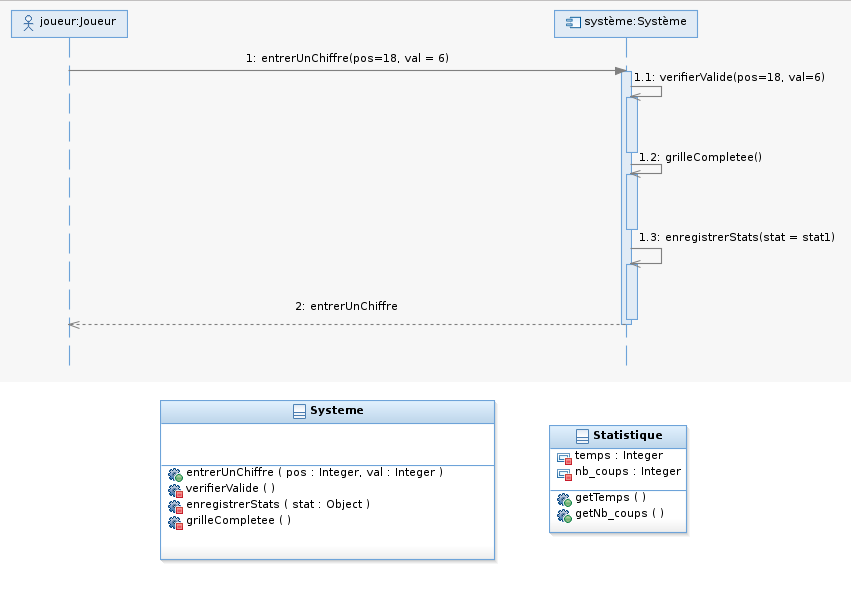 joueur:Joueur
système:Système
1: entrerUnChiffre(pos=18, val = 6)
1.1: verifierValide(pos=18, val=6)
1.2: grilleCompletee()
1.3: enregistrerStats(stat = stat1)
2: entrerUnChiffre
Systeme
entrerUnChiffre ( pos : Integer, val : Integer )
verifierValide ( )
enregistrerStats ( stat : Object )
grilleCompletee ( )
Statistique
temps : Integer
nb_coups : Integer
getTemps ( )
getNb_coups ( )